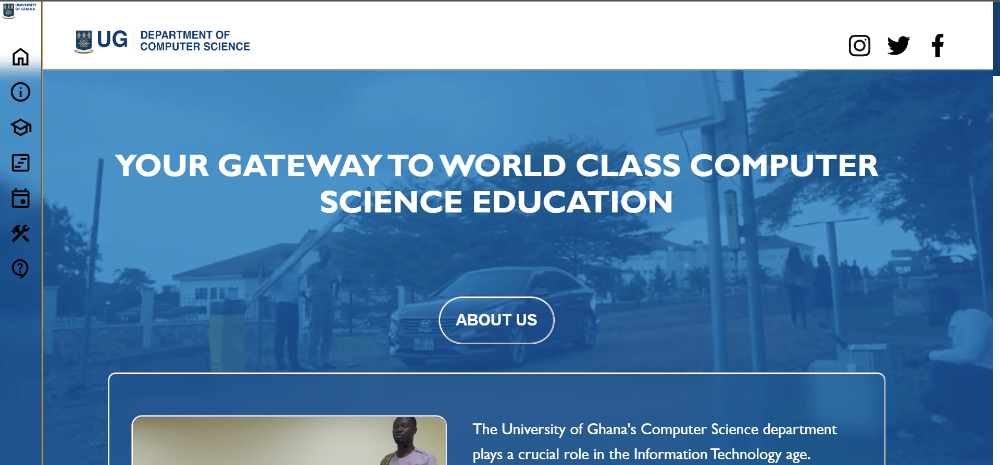 UNIVERSITY
OF GHANA
UG
DEPARTMENT OF
COMPUTER SCIENCE
YOUR GATEWAY TO WORLD CLASS COMPUTER
SCIENCE EDUCATION
ABOUT US
The University of Ghana's Computer Science department
plays a crucial role in the Information Technology age.